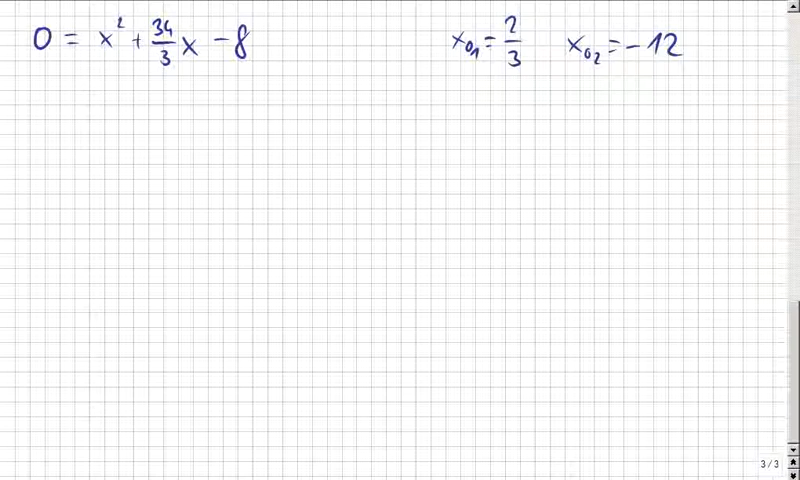 0 = x² + 34/3 x - 8    x₀₁ = 2/3    x₀₂ = -12
3/3